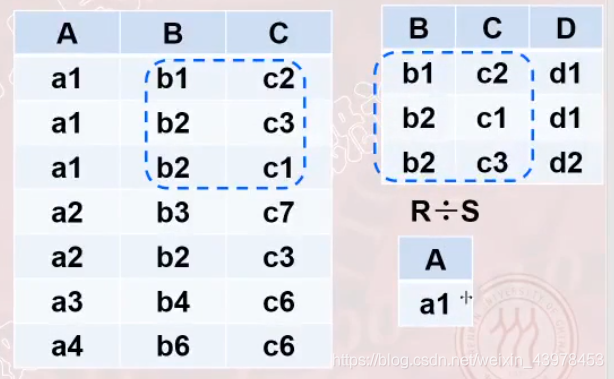 A B C
a1 b1 c2
a1 b2 c3
a1 b2 c1
a2 b3 c7
a2 b2 c3
a3 b4 c6
a4 b6 c6
B C D
b1 c2 d1
b2 c1 d1
b2 c3 d2
R÷S
A
a1
https://blog.csdn.net/weixin_43978453